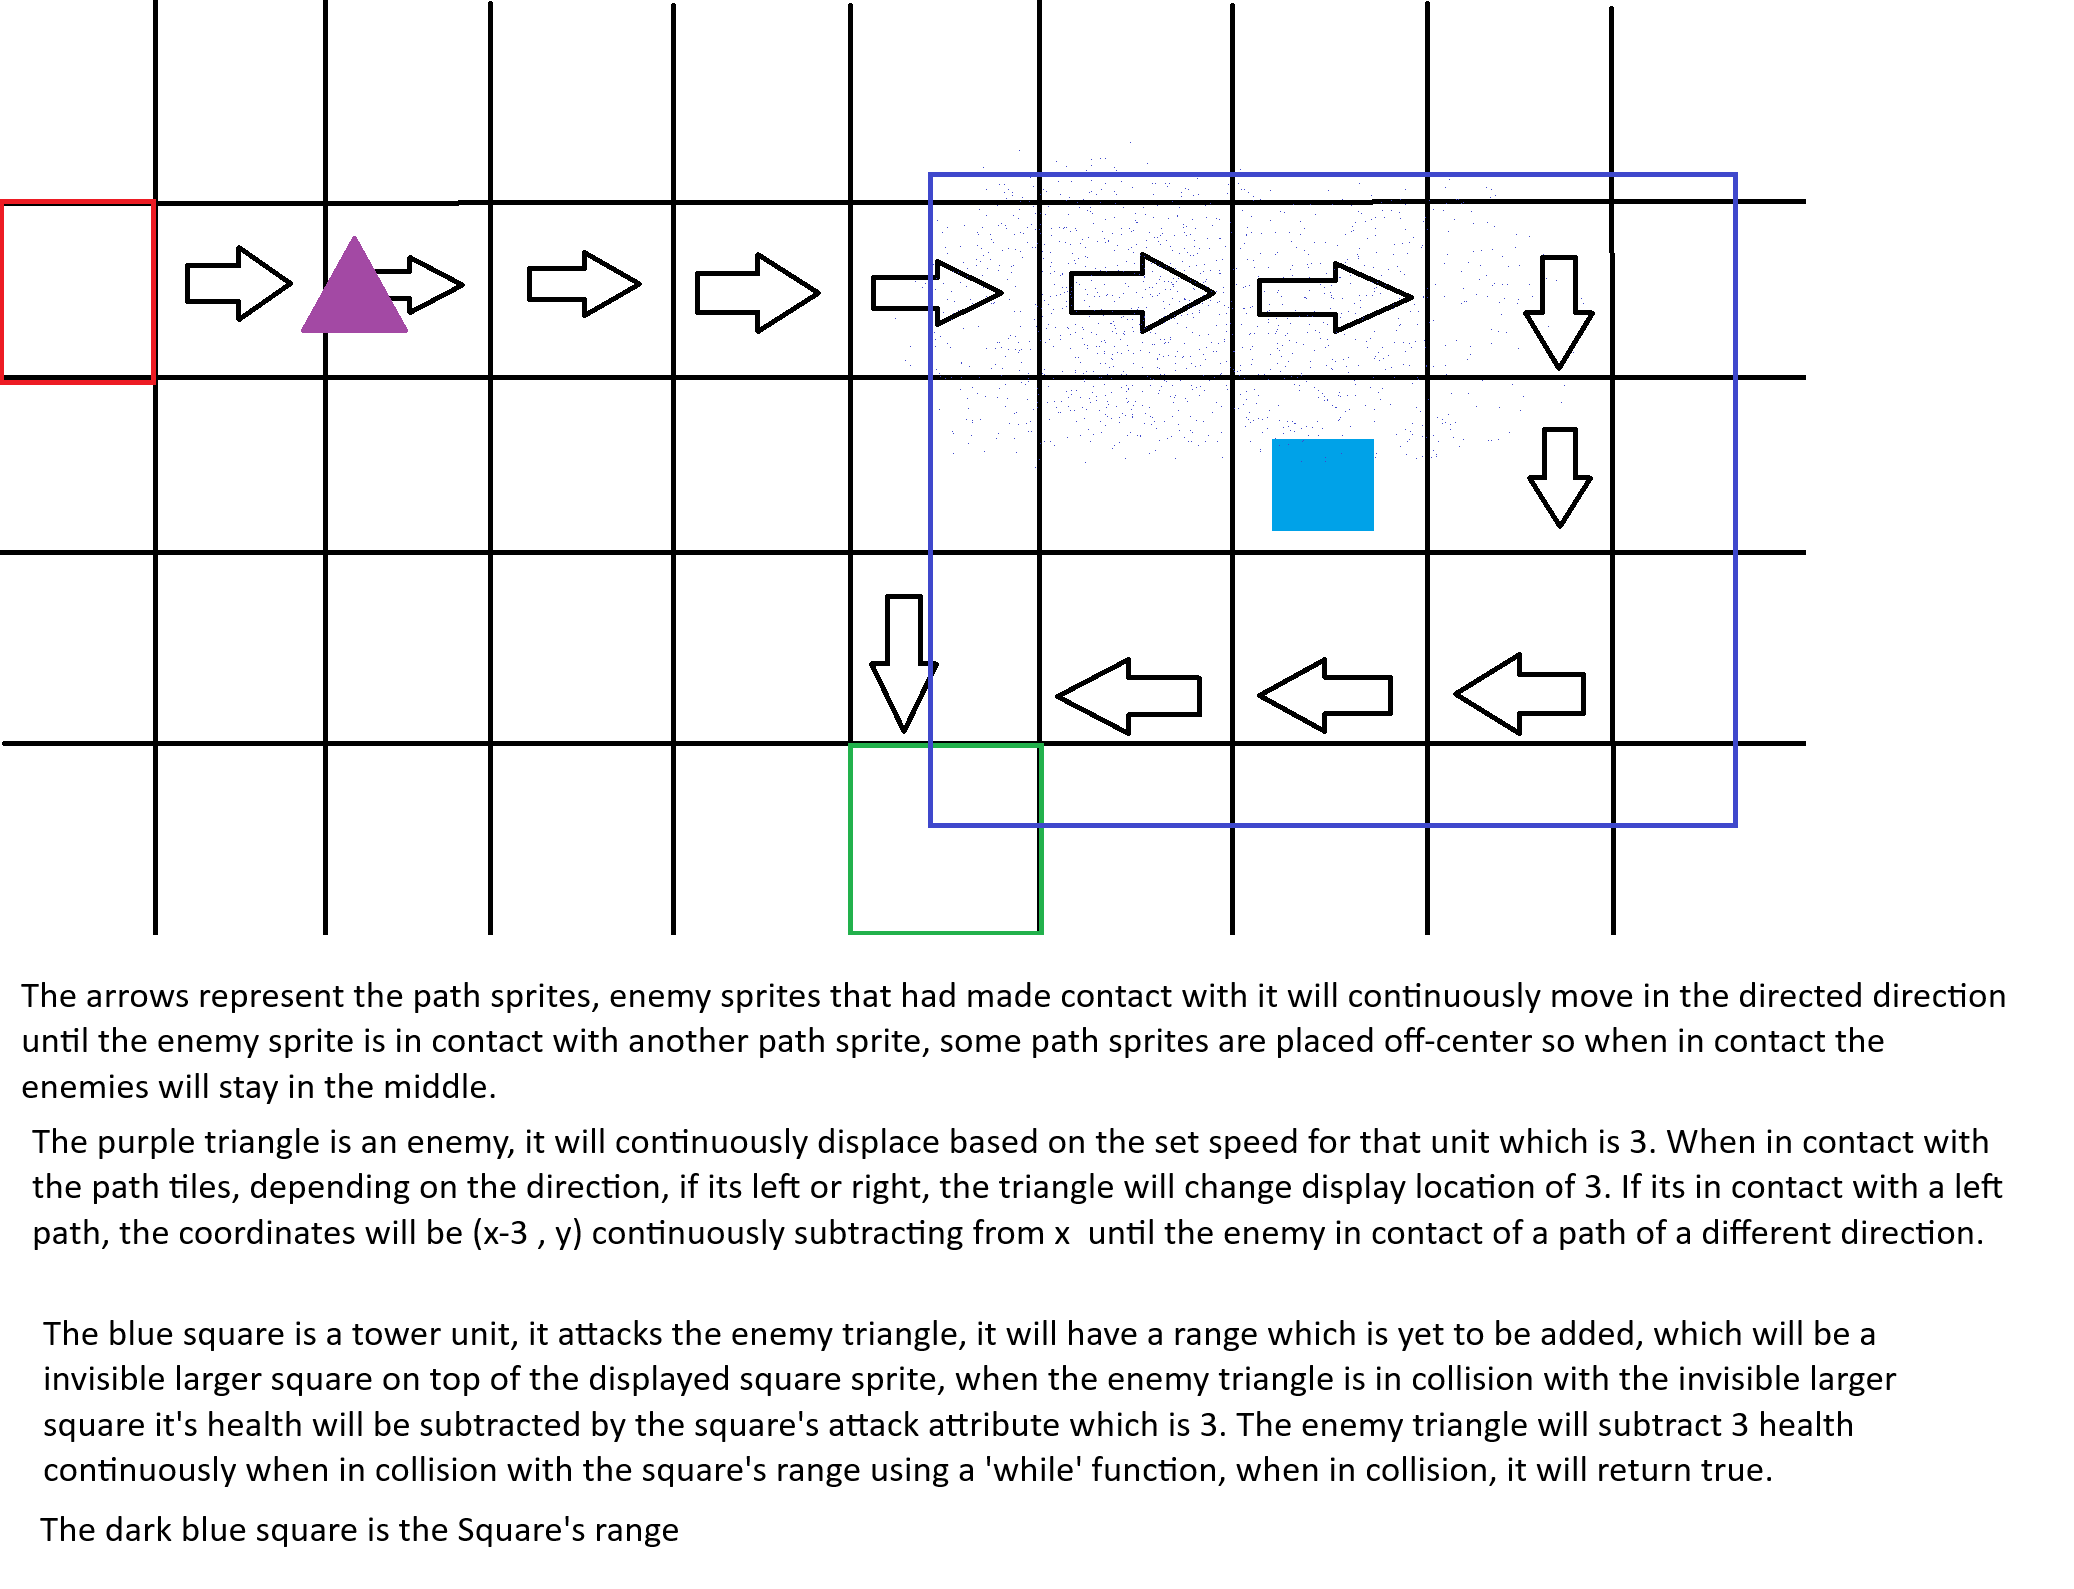 The arrows represent the path sprites, enemy sprites that had made contact with it will continuously move in the directed direction
until the enemy sprite is in contact with another path sprite, some path sprites are placed off-center so when in contact the
enemies will stay in the middle.
The purple triangle is an enemy, it will continuously displace based on the set speed for that unit which is 3. When in contact with
the path tiles, depending on the direction, if its left or right, the triangle will change display location of 3. If its in contact with a left
path, the coordinates will be (x-3 , y) continuously subtracting from x  until the enemy in contact of a path of a different direction.
The blue square is a tower unit, it attacks the enemy triangle, it will have a range which is yet to be added, which will be a
invisible larger square on top of the displayed square sprite, when the enemy triangle is in collision with the invisible larger
square it's health will be subtracted by the square's attack attribute which is 3. The enemy triangle will subtract 3 health
continuously when in collision with the square's range using a 'while' function, when in collision, it will return true.
The dark blue square is the Square's range